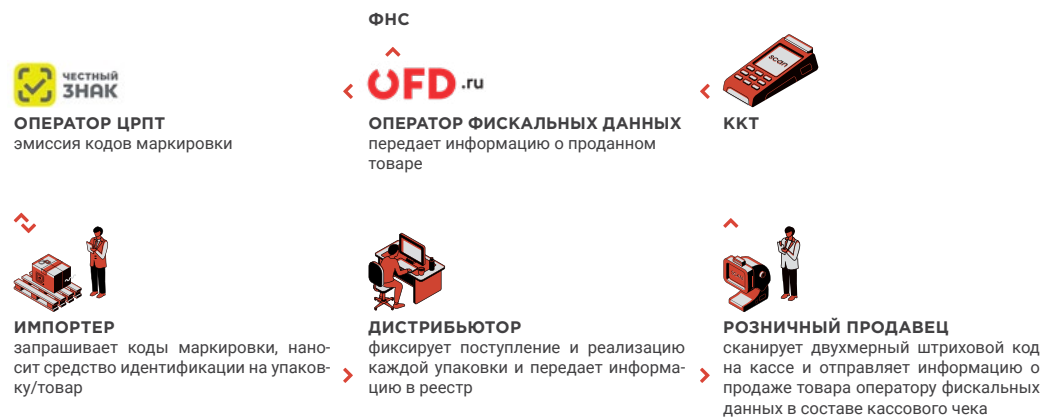 ФНС
ЧЕСТНЫЙ
ЗНАК
OFD.ru
scan
ОПЕРАТОР ЦРПТ
эмиссия кодов маркировки
ОПЕРАТОР ФИСКАЛЬНЫХ ДАННЫХ
передает информацию о проданном
товаре
ККТ
ИМПОРТЕР
запрашивает коды маркировки, нано-
сит средство идентификации на упаков-
ку/товар
ДИСТРИБЬЮТОР
фиксирует поступление и реализацию
каждой упаковки и передает информа-
цию в реестр
РОЗНИЧНЫЙ ПРОДАВЕЦ
сканирует двухмерный штриховой код
на кассе и отправляет информацию о
продаже товара оператору фискальных
данных в составе кассового чека